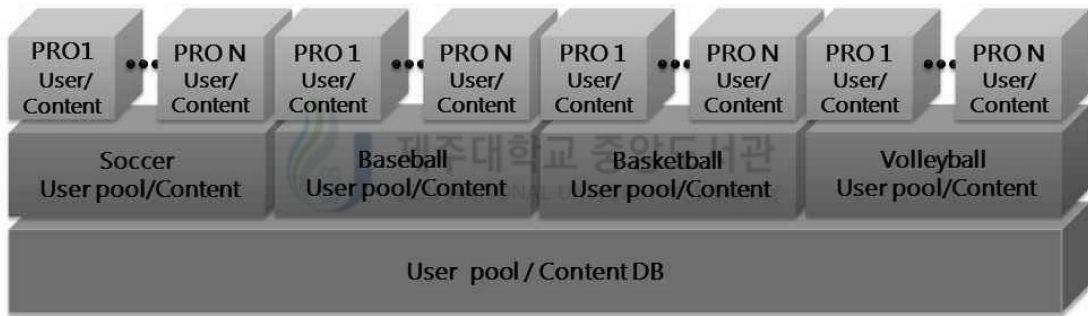 PRO1
User/
Content
•••
PRO N
User/
Content
PRO 1
User/
Content
•••
PRO N
User/
Content
PRO 1
User/
Content
•••
PRO N
User/
Content
PRO 1
User/
Content
•••
PRO N
User/
Content
Soccer
User pool/Content
Baseball
User pool/Content
Basketball
User pool/Content
Volleyball
User pool/Content
제주대학교 중앙도서관
User pool / Content DB